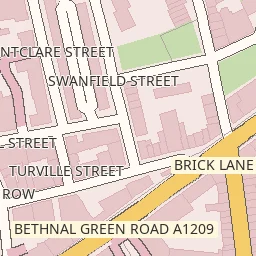 NTCLARE STREET
SWANFIELD STREET
STREET
TURVILLE STREET
BRICK LANE
ROW
BETHNAL GREEN ROAD A1209